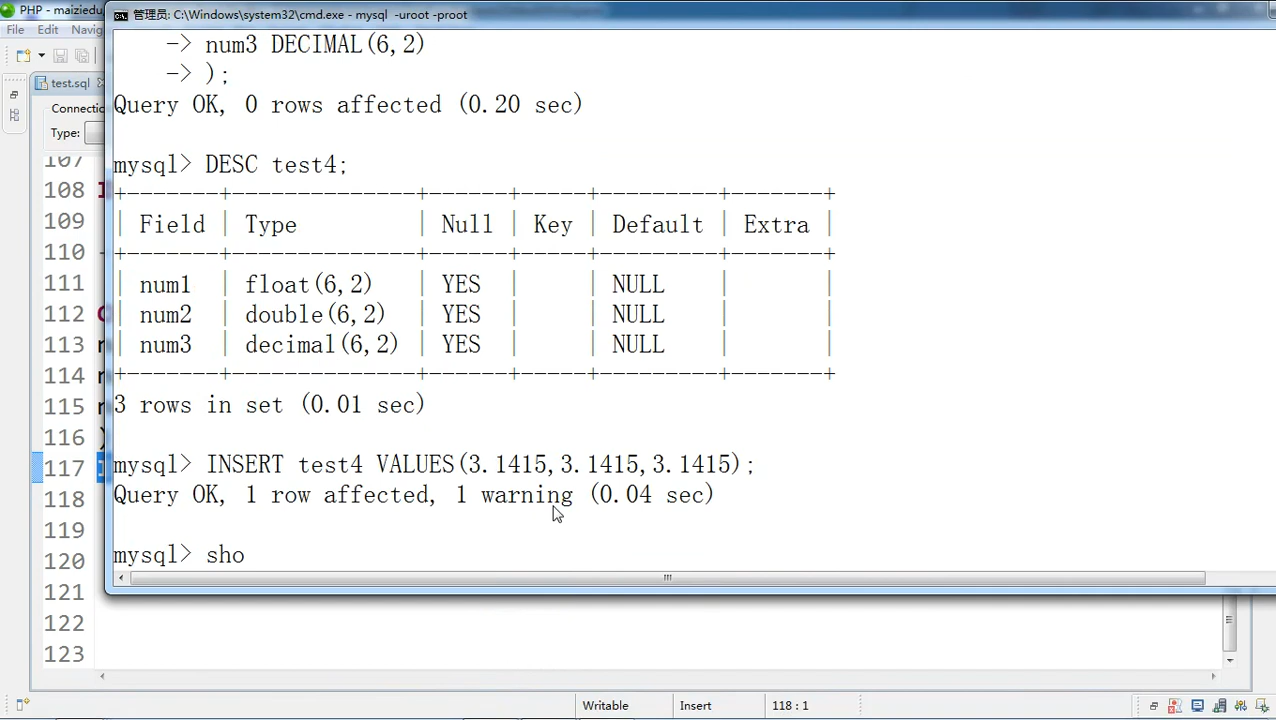 PHP - maiziedu
管理员: C:\Windows\system32\cmd.exe - mysql  -uroot -proot
File Edit Navig
test.sql
Connectio
Type:
-> num3 DECIMAL(6,2)
-> );
Query OK, 0 rows affected (0.20 sec)
mysql> DESC test4;
+-------+--------------+------+-----+---------+-------+
| Field | Type         | Null | Key | Default | Extra |
+-------+--------------+------+-----+---------+-------+
| num1  | float(6,2)   | YES  |     | NULL    |       |
| num2  | double(6,2)  | YES  |     | NULL    |       |
| num3  | decimal(6,2) | YES  |     | NULL    |       |
+-------+--------------+------+-----+---------+-------+
3 rows in set (0.01 sec)
mysql> INSERT test4 VALUES(3.1415,3.1415,3.1415);
Query OK, 1 row affected, 1 warning (0.04 sec)
mysql> sho
107
108
109
110
111
112
113
114
115
116
117
118
119
120
121
122
123
Writable
Insert
118 : 1